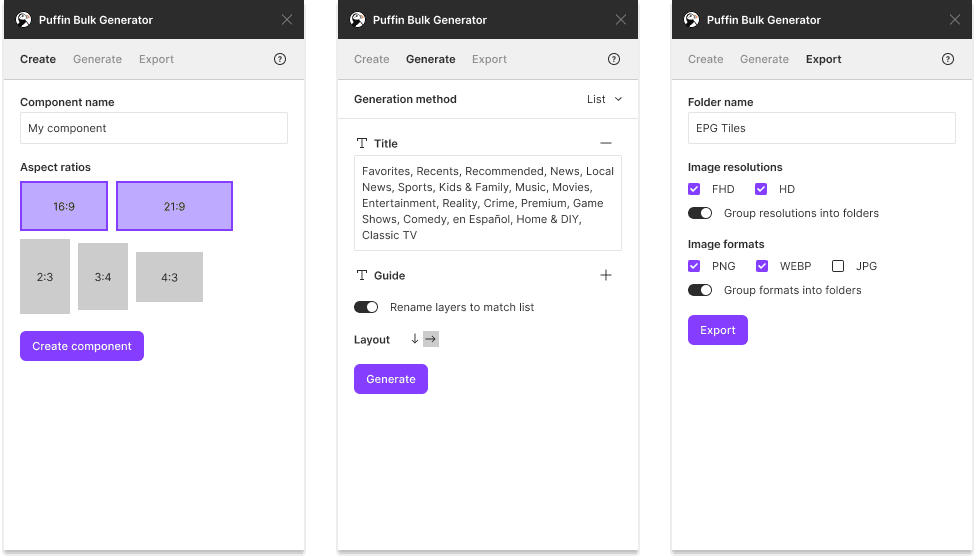 Puffin Bulk Generator
Create Generate Export
Component name
My component
Aspect ratios
16:9 21:9
2:3 3:4 4:3
Create component
Puffin Bulk Generator
Create Generate Export
Generation method List
Title
Favorites, Recents, Recommended, News, Local
News, Sports, Kids & Family, Music, Movies,
Entertainment, Reality, Crime, Premium, Game
Shows, Comedy, en Español, Home & DIY,
Classic TV
Guide
Rename layers to match list
Layout
Generate
Puffin Bulk Generator
Create Generate Export
Folder name
EPG Tiles
Image resolutions
FHD HD
Group resolutions into folders
Image formats
PNG WEBP JPG
Group formats into folders
Export